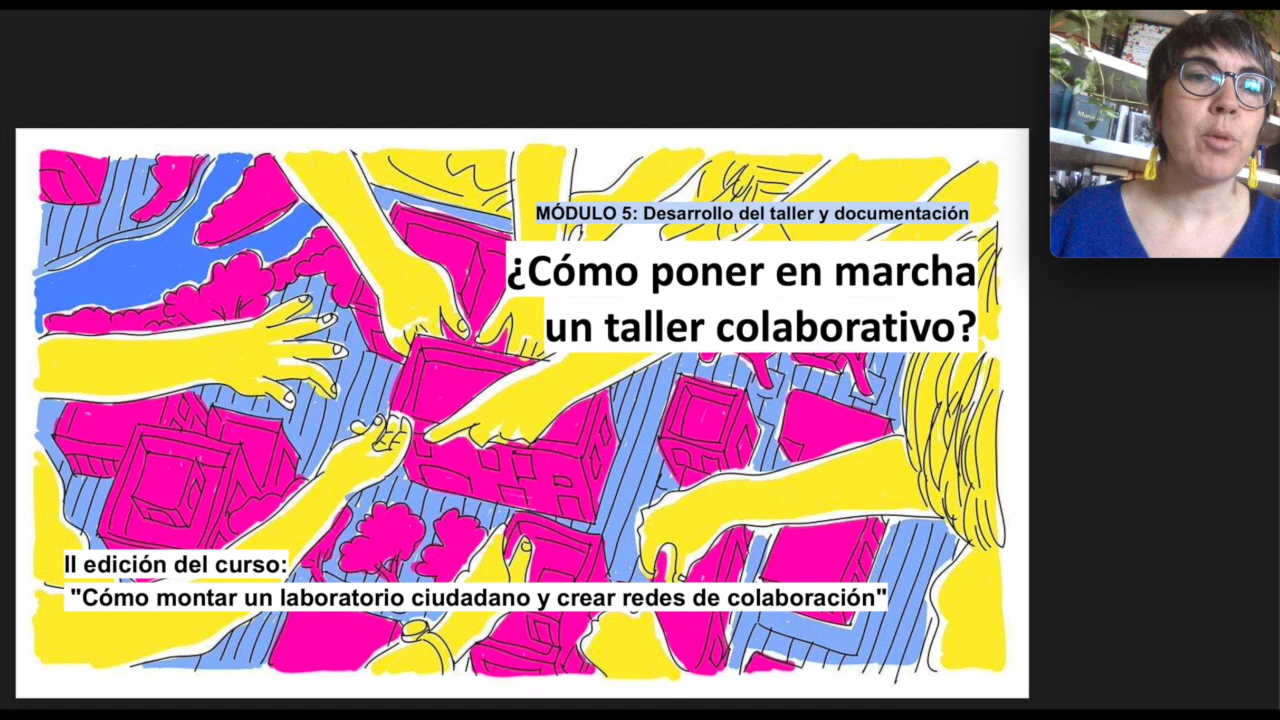 MÓDULO 5: Desarrollo del taller y documentación
¿Cómo poner en marcha
un taller colaborativo?
II edición del curso:
"Cómo montar un laboratorio ciudadano y crear redes de colaboración"